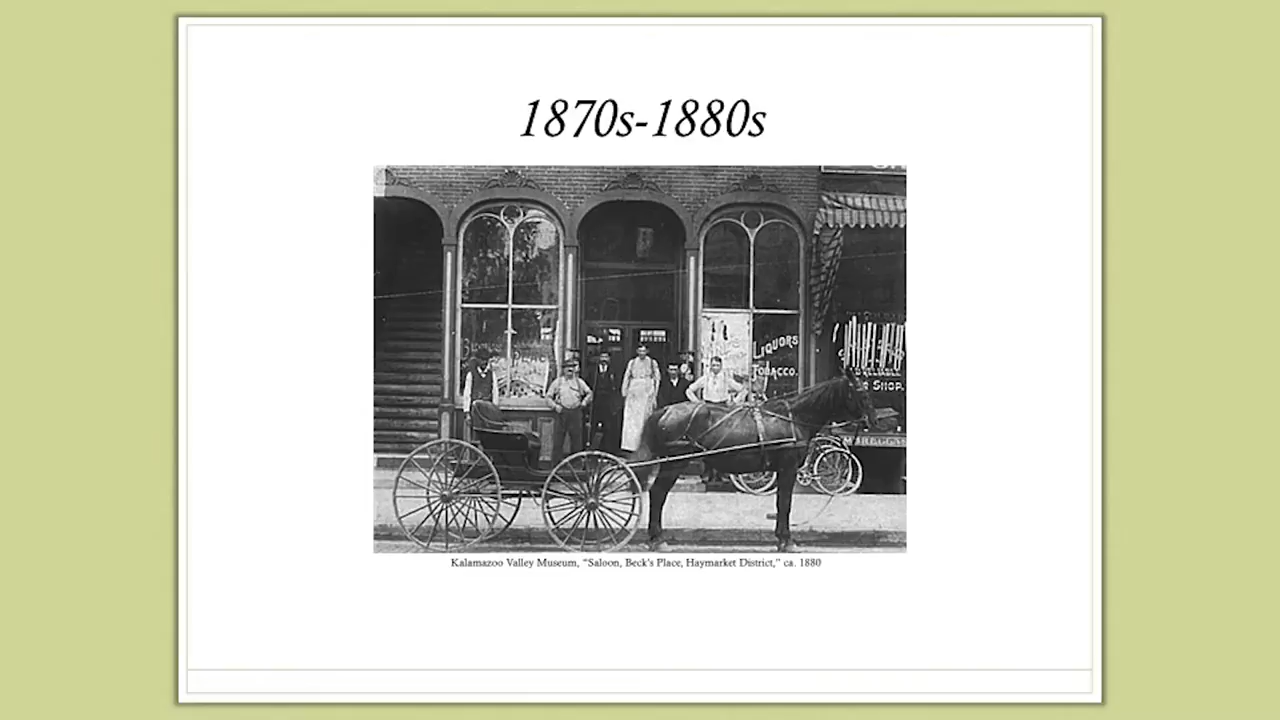 1870s-1880s
LIQUORS
TOBACCO.
SHOP.
Kalamazoo Valley Museum, “Saloon, Beck’s Place, Haymarket District,” ca. 1880